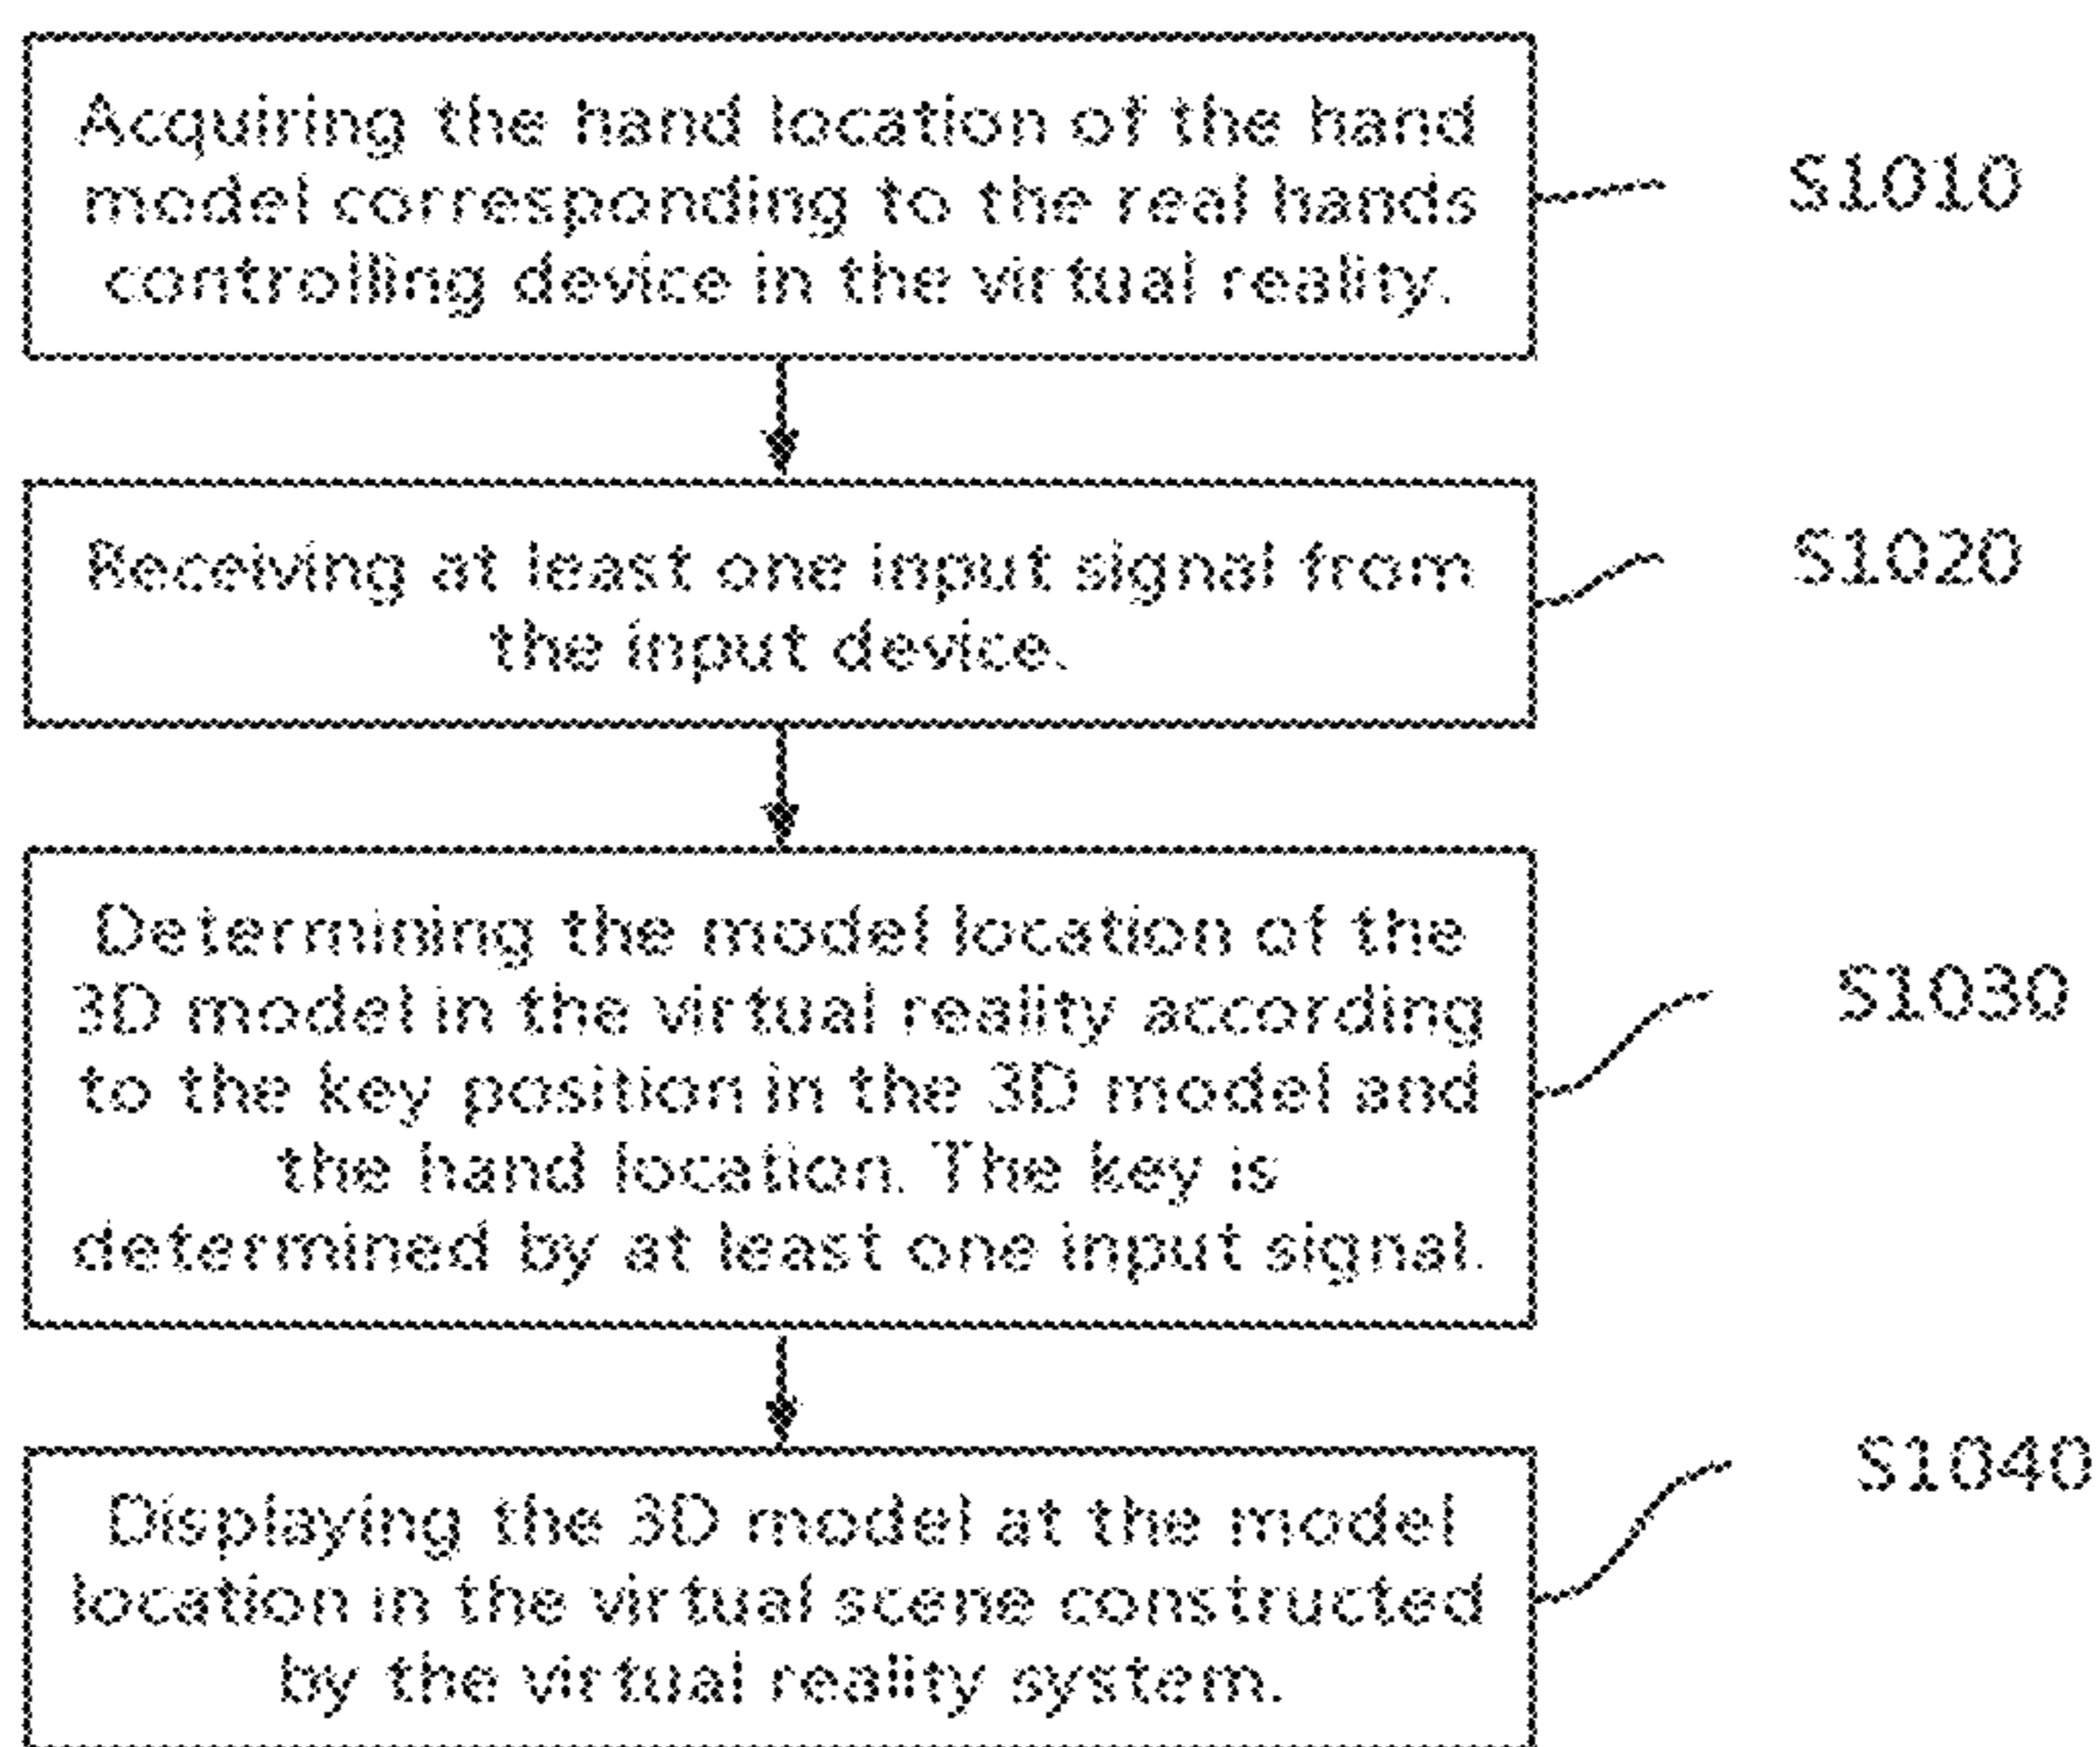 Acquiring the hand location of the hand
model corresponding to the real hands
controlling device in the virtual reality.
S1010
Receiving at least one input signal from
the input device.
S1020
Determining the model location of the
3D model in the virtual reality according
to the key position in the 3D model and
the hand location. The key is
determined by at least one input signal.
S1030
Displaying the 3D model at the model
location in the virtual scene constructed
by the virtual reality system.
S1040